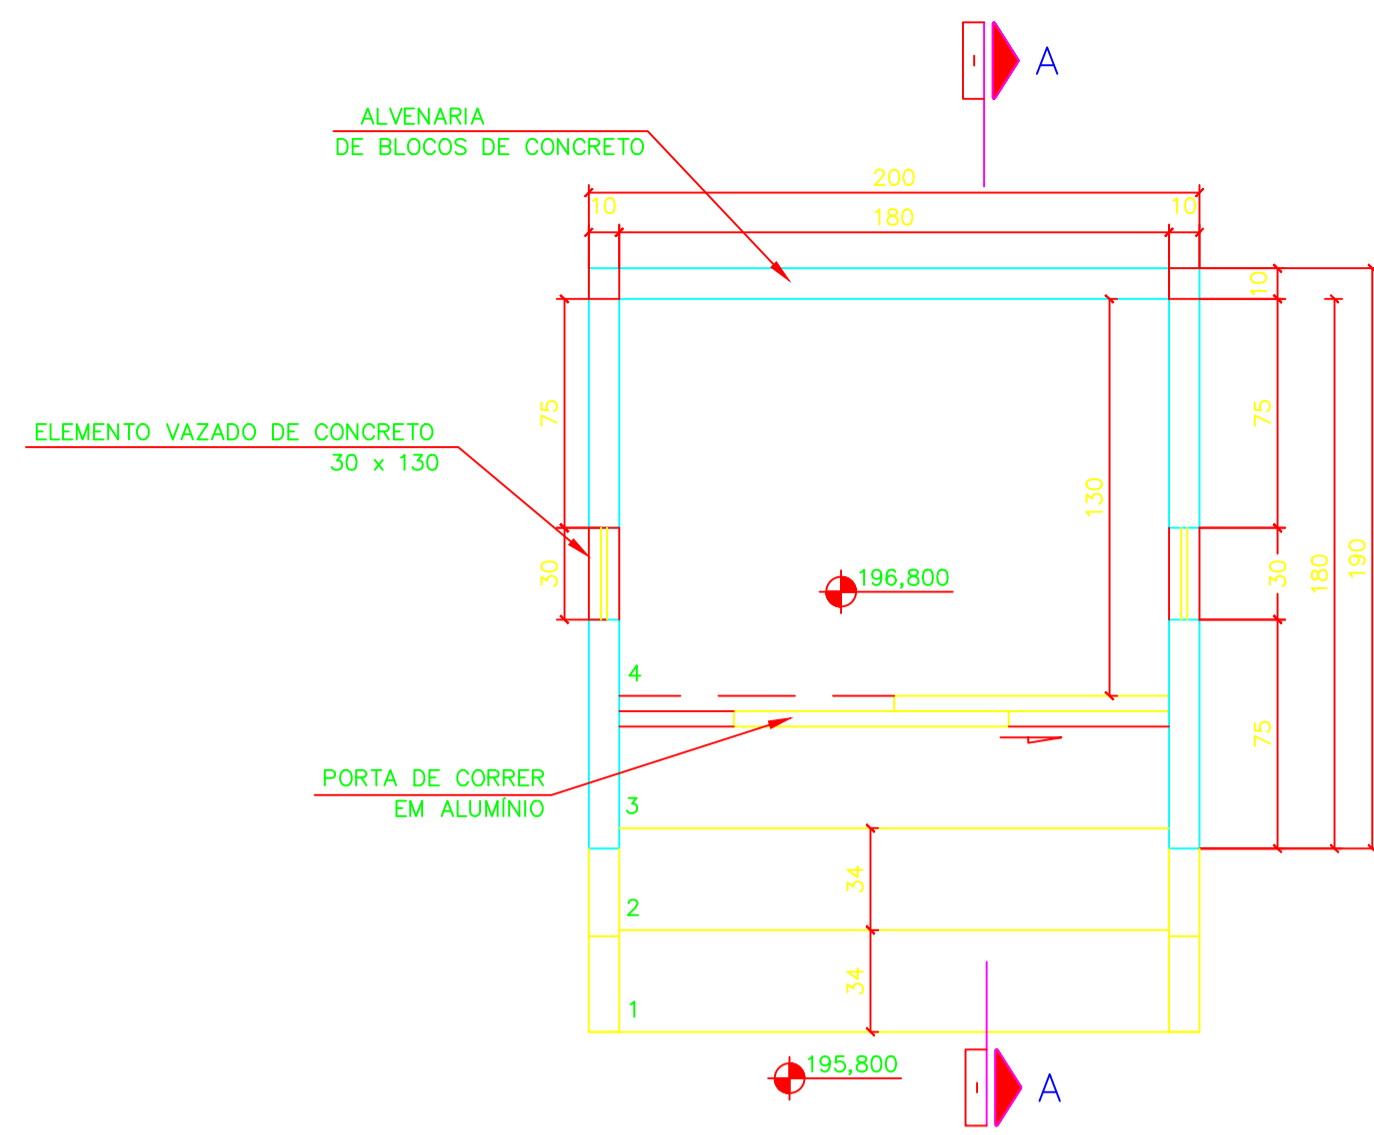 A
ALVENARIA
DE BLOCOS DE CONCRETO
200
10
180
10
10
75
75
ELEMENTO VAZADO DE CONCRETO
30 x 130
130
30
196,800
30
180
190
4
PORTA DE CORRER
EM ALUMÍNIO
3
75
34
2
34
1
195,800
A